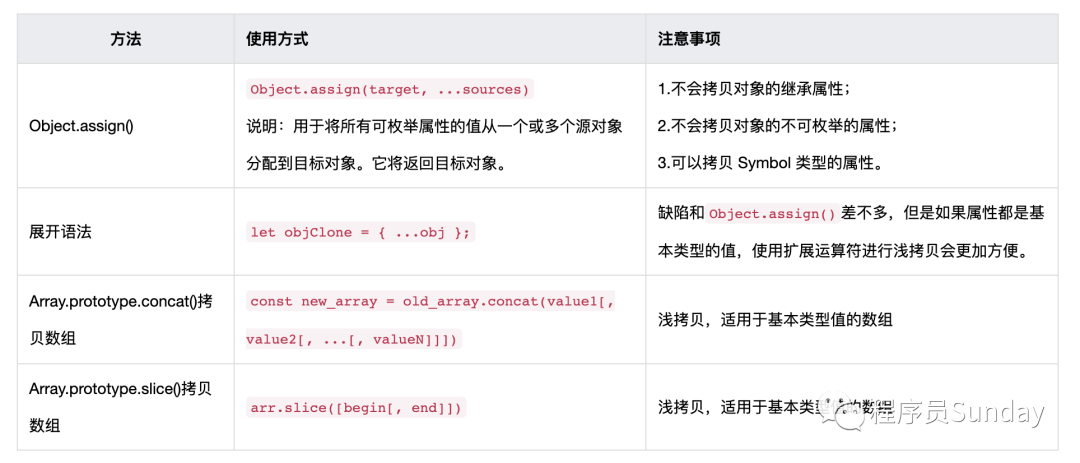 方法
使用方式
注意事项
Object.assign()
Object.assign(target, ...sources)
说明：用于将所有可枚举属性的值从一个或多个源对象
分配到目标对象。它将返回目标对象。
1.不会拷贝对象的继承属性；
2.不会拷贝对象的不可枚举的属性；
3.可以拷贝 Symbol 类型的属性。
展开语法
let objClone = { ...obj };
缺陷和 Object.assign() 差不多，但是如果属性都是基
本类型的值，使用扩展运算符进行浅拷贝会更加方便。
Array.prototype.concat()拷
贝数组
const new_array = old_array.concat(value1[,
value2[, ...[, valueN]]])
浅拷贝，适用于基本类型值的数组
Array.prototype.slice()拷贝
数组
arr.slice([begin[, end]])
浅拷贝，适用于基本类型值的数组
程序员Sunday